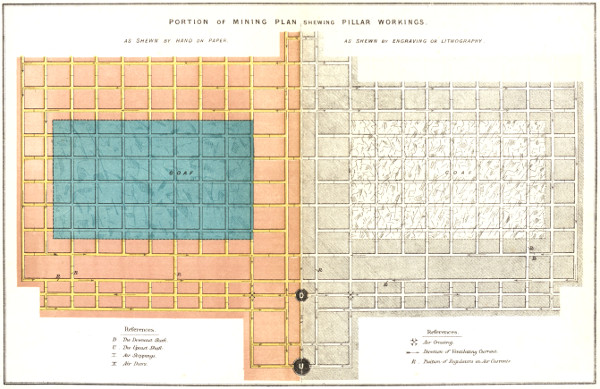 PORTION OF MINING PLAN, SHEWING PILLAR WORKINGS.
AS SHEWN BY HAND ON PAPER.
AS SHEWN BY ENGRAVING OR LITHOGRAPHY.
GOAF
GOAF
R
R
R
R
R
R
R
D
U
References.
D The Downcast Shaft.
U The Upcast Shaft.
Air Stoppings.
Air Doors.
References.
Air Crossing.
Direction of Ventilating Current.
R Position of Regulators in Air Currents.